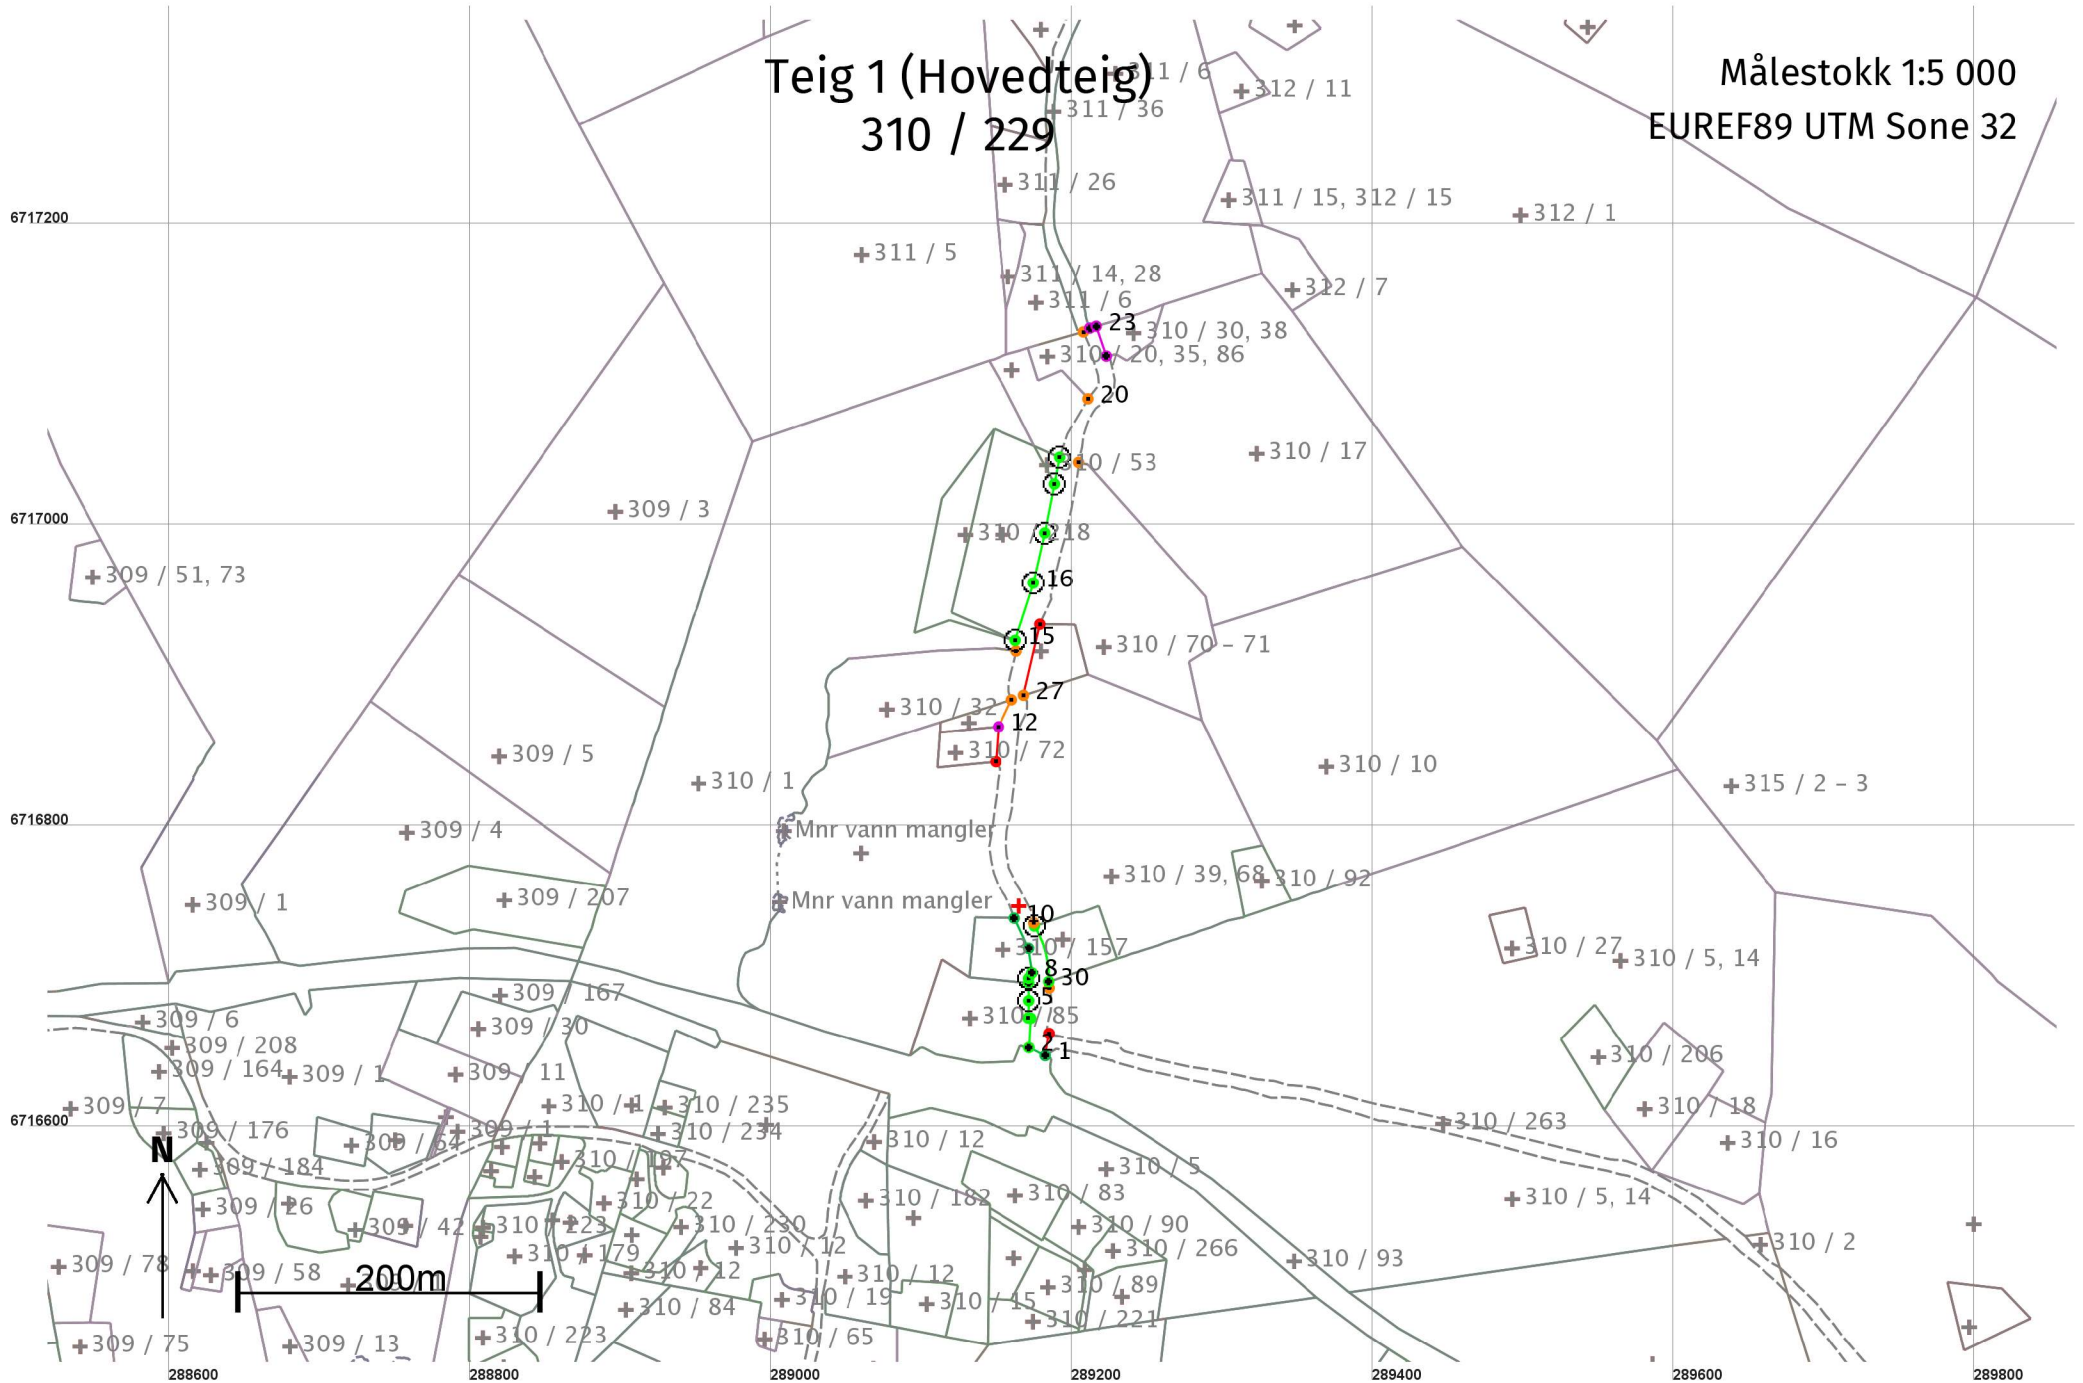 Teig 1 (Hovedteig)
310 / 229
Målestokk 1:5 000
EUREF89 UTM Sone 32
311 / 6
312 / 11
311 / 36
311 / 26
311 / 15, 312 / 15
312 / 1
6717200
311 / 5
311 / 14, 28
312 / 7
311 / 6
23
310 / 30, 38
310 / 20, 35, 86
20
310 / 53
310 / 17
309 / 3
6717000
310 / 218
309 / 51, 73
16
15
310 / 70 – 71
27
310 / 32
12
310 / 72
309 / 5
310 / 1
310 / 10
315 / 2 – 3
6716800
309 / 4
Mnr vann mangler
310 / 39, 68
310 / 92
309 / 207
309 / 1
Mnr vann mangler
10
310 / 157
310 / 27
310 / 5, 14
8
30
309 / 167
5
309 / 6
309 / 30
310 / 85
309 / 208
2
1
310 / 206
309 / 164
309 / 1
309 / 11
309 / 7
310 / 1
310 / 235
310 / 18
6716600
310 / 263
309 / 176
309 / 1
310 / 234
N
309 / 64
310 / 12
310 / 16
309 / 184
310 / 197
310 / 5
309 / 26
310 / 22
310 / 182
310 / 83
310 / 5, 14
309 / 42
310 / 223
310 / 230
310 / 90
310 / 2
310 / 179
310 / 12
310 / 266
309 / 78
309 / 58
310 / 12
310 / 12
310 / 93
200m
310 / 89
310 / 84
310 / 19
310 / 15
310 / 221
309 / 75
309 / 13
310 / 223
310 / 65
288600
288800
289000
289200
289400
289600
289800